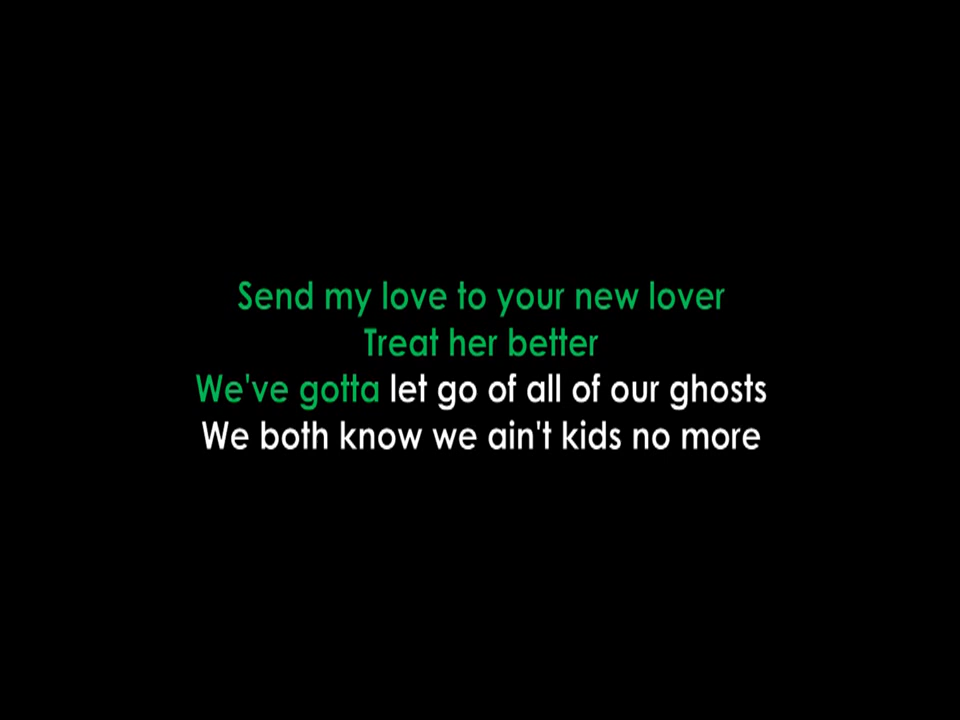 Send my love to your new lover
Treat her better
We've gotta let go of all of our ghosts
We both know we ain't kids no more